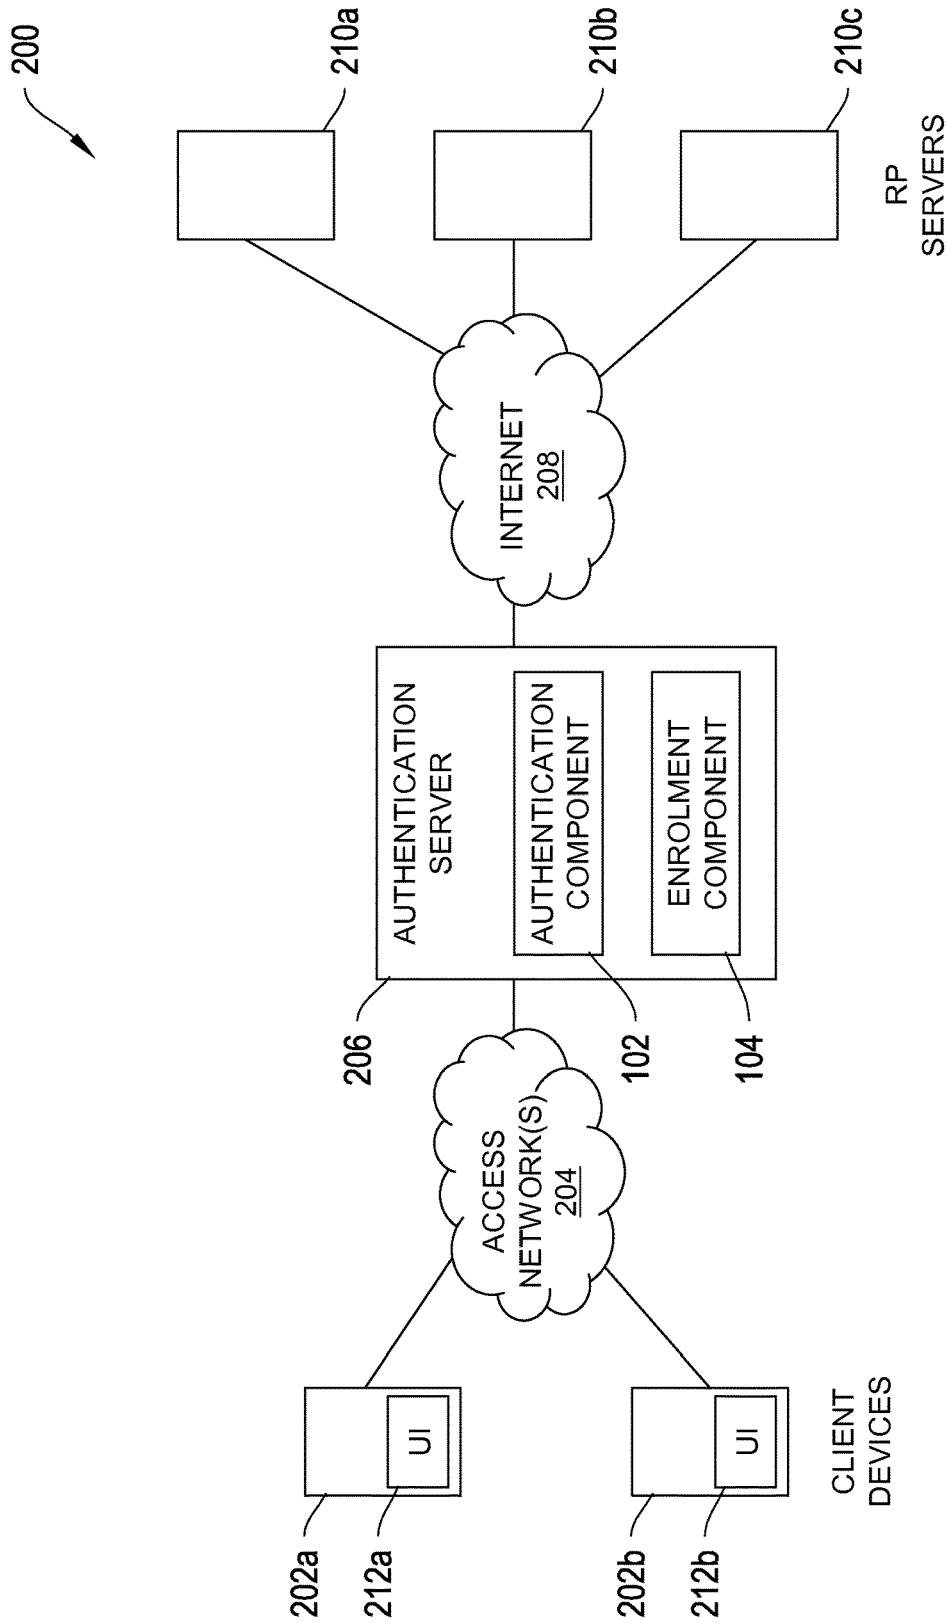 200
202a
212a
UI
202b
212b
UI
CLIENT
DEVICES
ACCESS
NETWORK(S)
204
206
AUTHENTICATION
SERVER
AUTHENTICATION
COMPONENT
102
ENROLMENT
COMPONENT
104
INTERNET
208
210a
210b
210c
RP
SERVERS